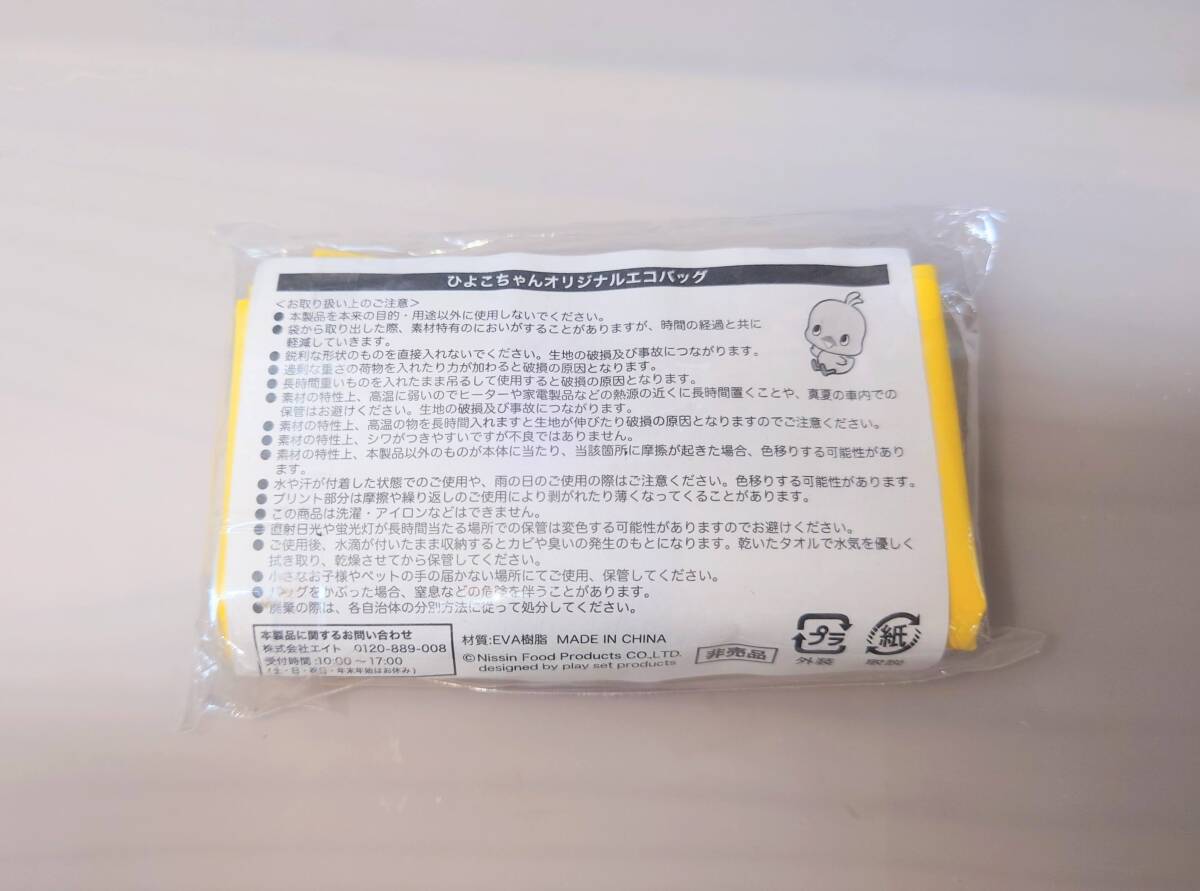 ひよこちゃんオリジナルエコバッグ
＜お取り扱い上のご注意＞
● 本製品を本来の目的・用途以外に使用しないでください。
● 袋から取り出した際、素材特有のにおいがすることがありますが、時間の経過と共に
軽減していきます。
● 鋭利な形状のものを直接入れないでください。生地の破損及び事故につながります。
● 過剰な重さの荷物を入れたり力が加わると破損の原因となります。
● 長時間重いものを入れたまま吊るして使用すると破損の原因となります。
● 素材の特性上、高温に弱いのでヒーターや家電製品などの熱源の近くに長時間置くことや、真夏の車内での
保管はお避けください。生地の破損及び事故につながります。
● 素材の特性上、高温の物を長時間入れますと生地が伸びたり破損の原因となりますのでご注意ください。
● 素材の特性上、シワがつきやすいですが不良ではありません。
● 素材の特性上、本製品以外のものが本体に当たり、当該箇所に摩擦が起きた場合、色移りする可能性があり
ます。
● 水や汗が付着した状態でのご使用や、雨の日のご使用の際はご注意ください。色移りする可能性があります。
● プリント部分は摩擦や繰り返しのご使用により剥がれたり薄くなってくることがあります。
● この商品は洗濯・アイロンなどはできません。
● 直射日光や蛍光灯が長時間当たる場所での保管は変色する可能性がありますのでお避けください。
● ご使用後、水滴が付いたまま収納するとカビや臭いの発生のもとになります。乾いたタオルで水気を優しく
拭き取り、乾燥させてから保管してください。
● 小さなお子様やペットの手の届かない場所にてご使用、保管してください。
● バッグをかぶった場合、窒息などの危険を伴うことがあります。
● 廃棄の際は、各自治体の分別方法に従って処分してください。
本製品に関するお問い合わせ
株式会社エイト 0120-889-008
受付時間:10:00～17:00
(土・日・祝日・年末年始はお休み)
材質:EVA樹脂 MADE IN CHINA
©Nissin Food Products CO.,LTD.
designed by play set products
非売品
プラ
外装
紙
取説